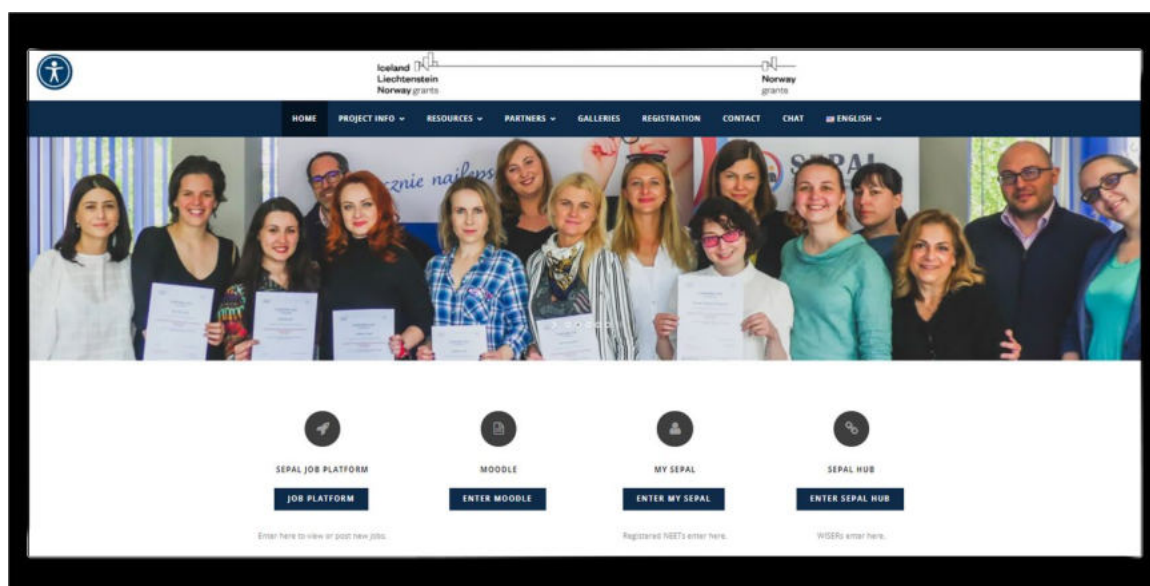 Iceland
Liechtenstein
Norway grants
Norway
grants
HOME PROJECT INFO RESOURCES PARTNERS GALLERIES REGISTRATION CONTACT CHAT ENGLISH
znie najleps
SEPAL
SEPAL JOB PLATFORM MOODLE MY SEPAL SEPAL HUB
JOB PLATFORM ENTER MOODLE ENTER MY SEPAL ENTER SEPAL HUB
Enter here to view or post new jobs. Registered NEETs enter here. WISERs enter here.